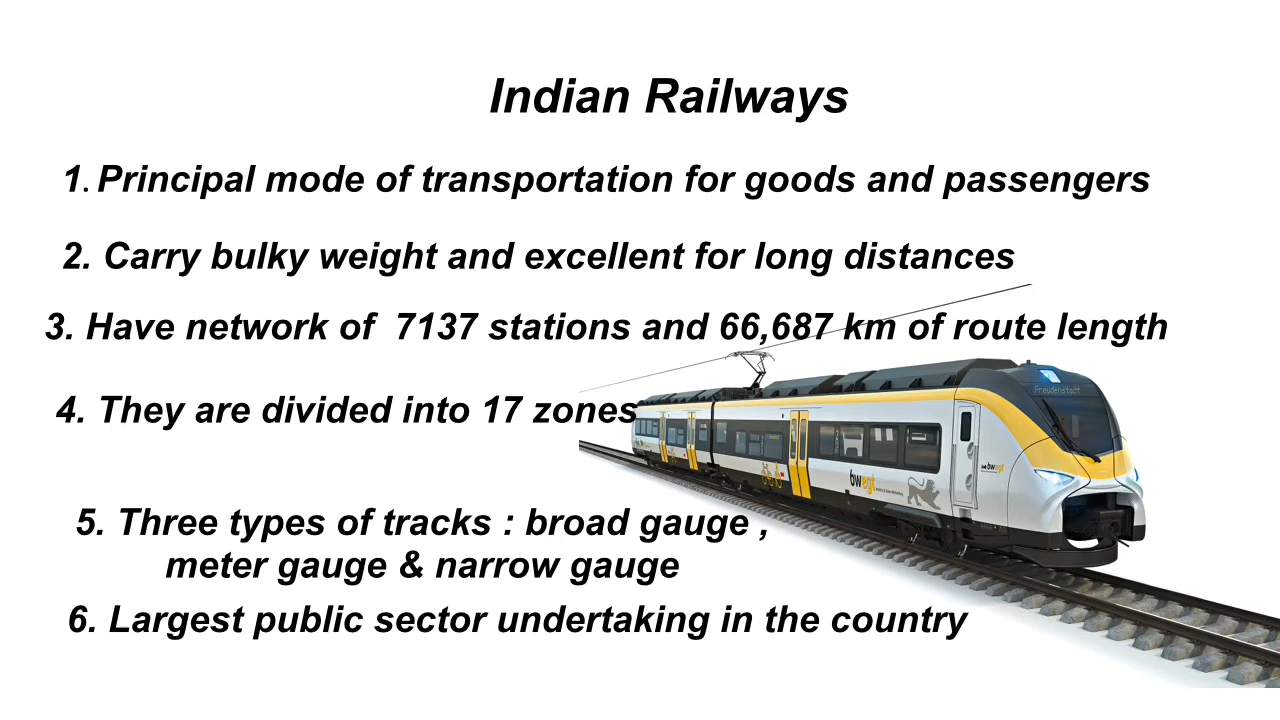 Indian Railways
1. Principal mode of transportation for goods and passengers
2. Carry bulky weight and excellent for long distances
3. Have network of  7137 stations and 66,687 km of route length
4. They are divided into 17 zones
Freudenstadt
bwegt
bwegt
5. Three types of tracks : broad gauge ,
meter gauge & narrow gauge
6. Largest public sector undertaking in the country